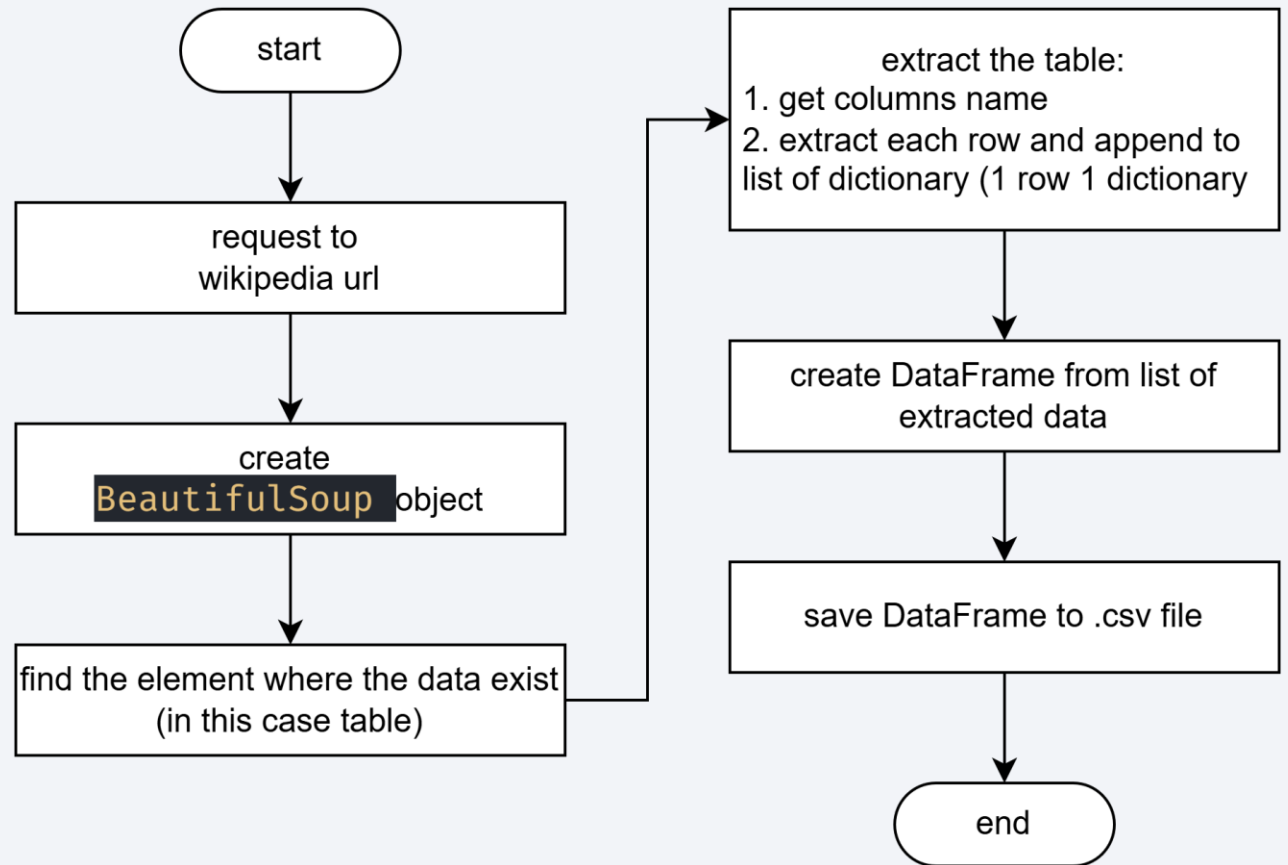 start
request to
wikipedia url
create
BeautifulSoup object
find the element where the data exist
(in this case table)
extract the table:
1. get columns name
2. extract each row and append to
list of dictionary (1 row 1 dictionary
create DataFrame from list of
extracted data
save DataFrame to .csv file
end